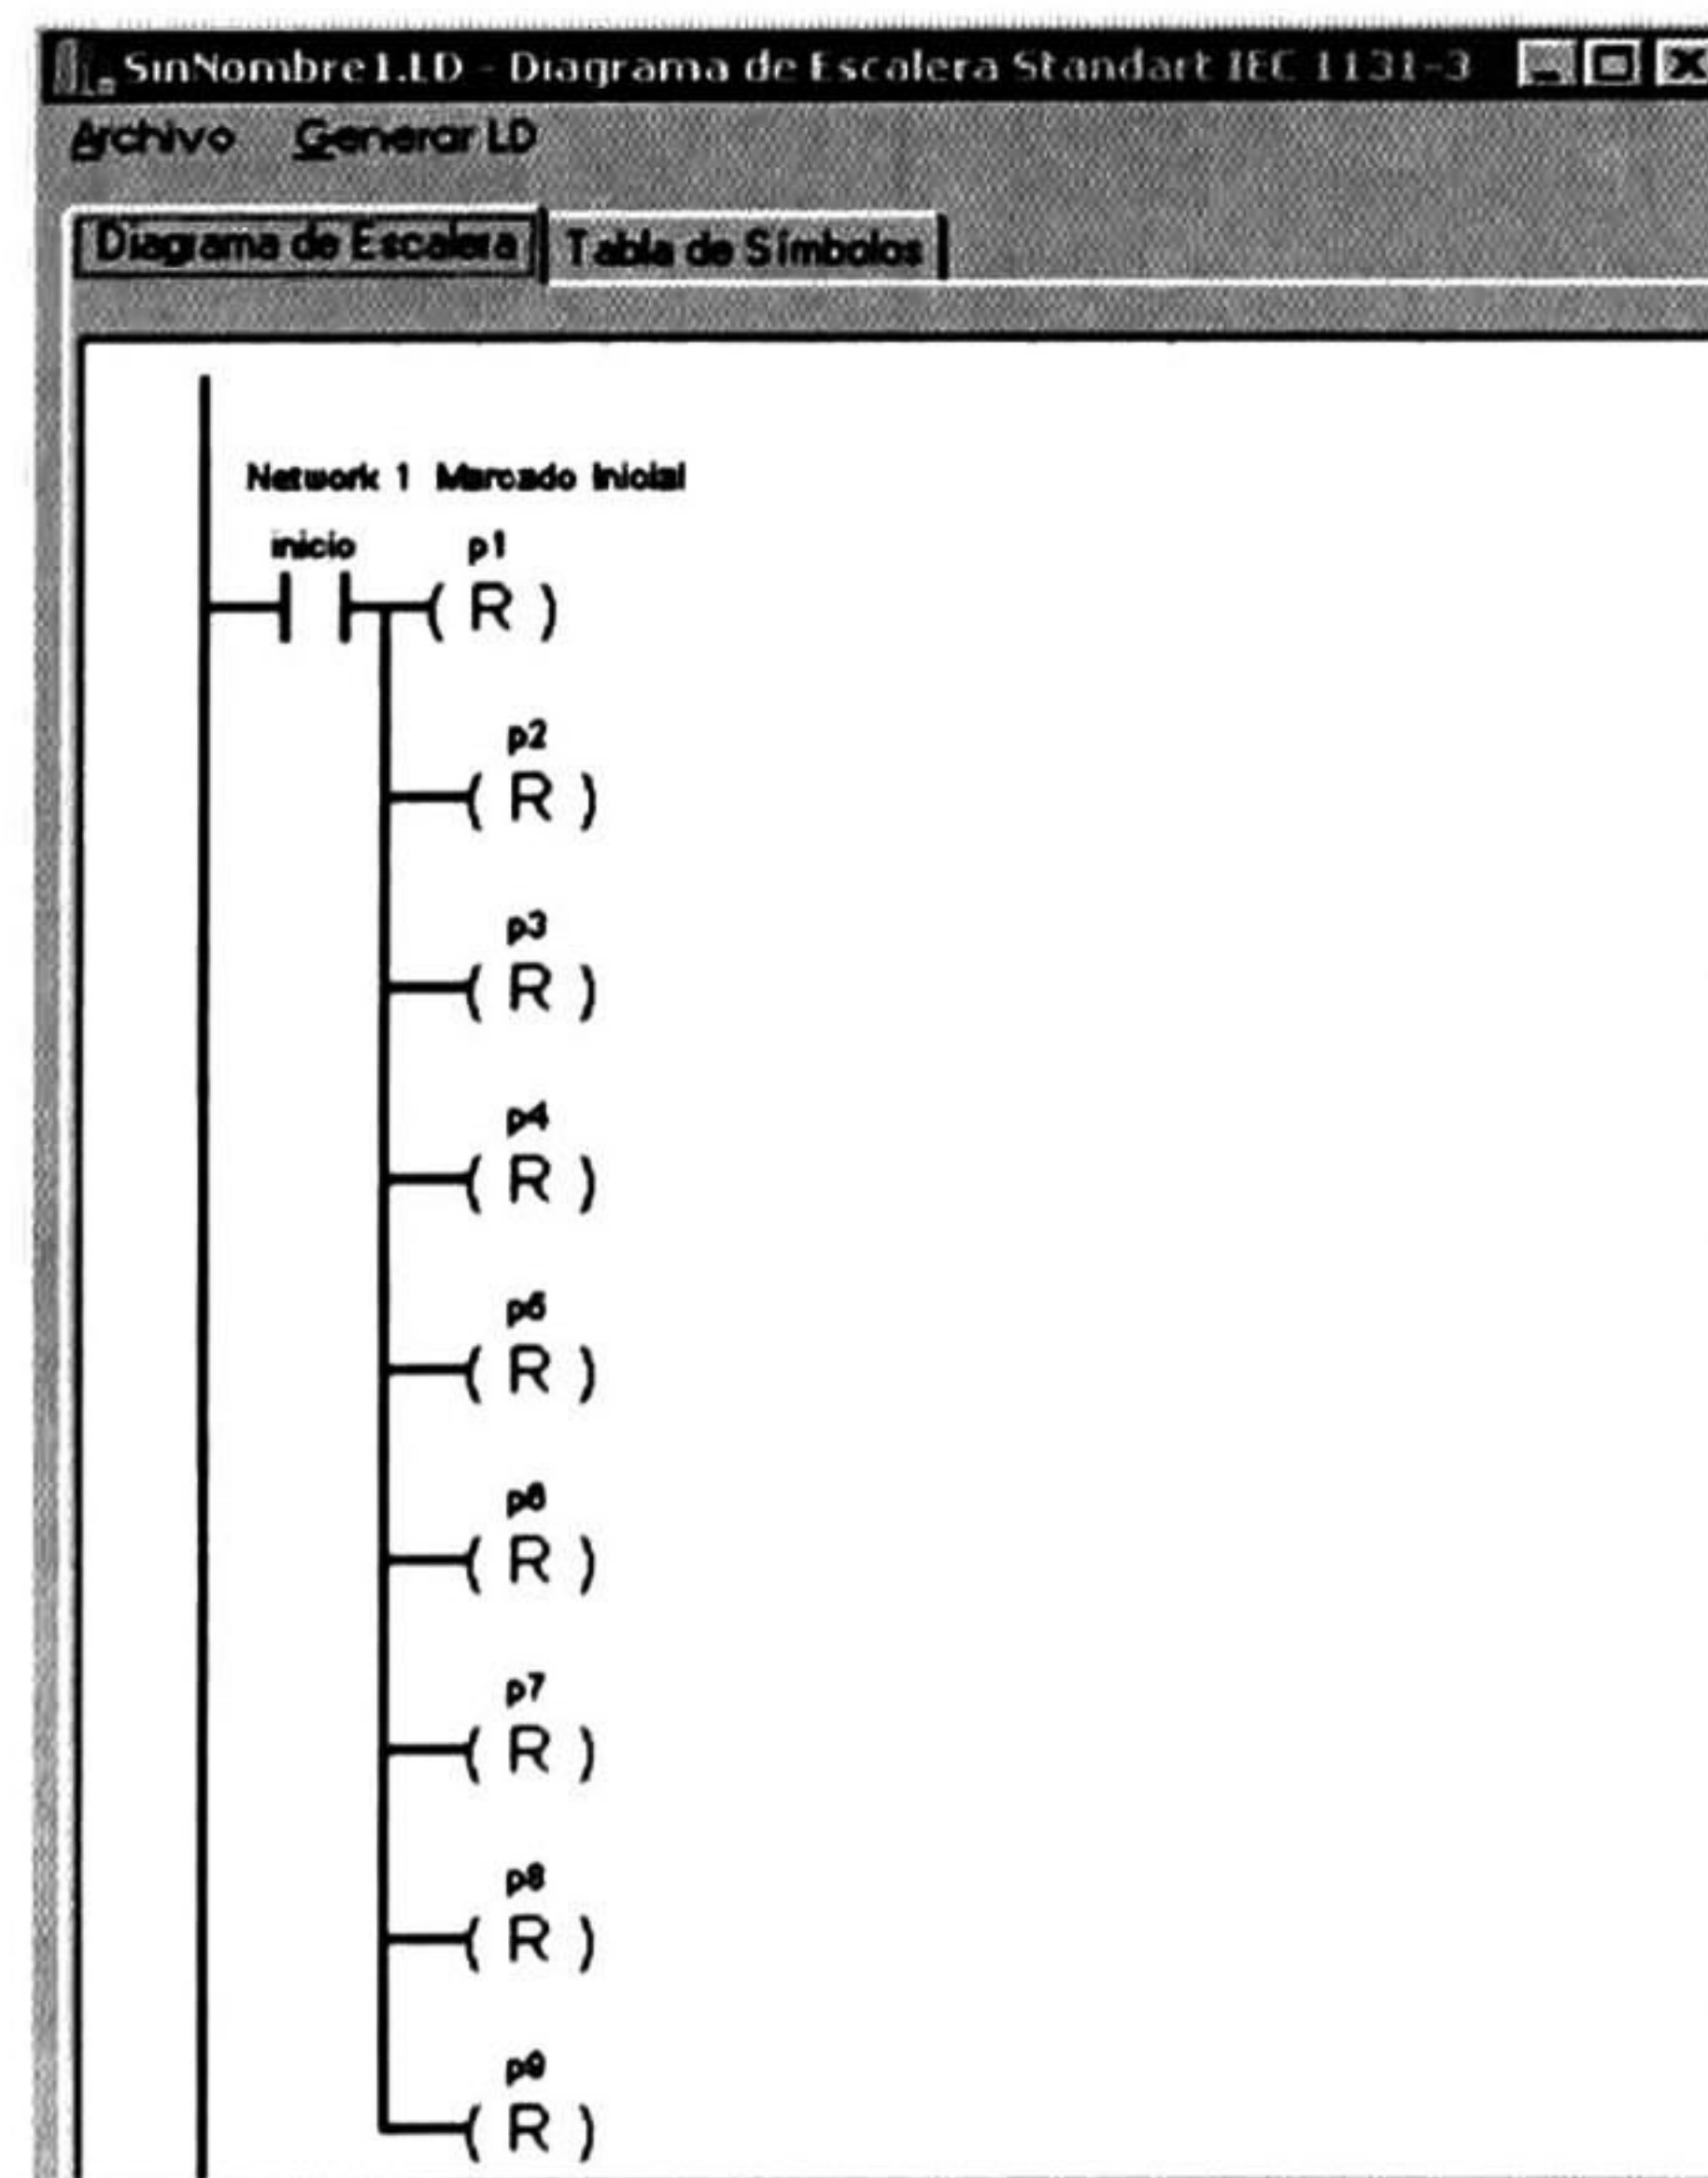 SinNombre1.LD - Diagrama de Escalera Standart IEC 1131-3
Archivo Generar LD
Diagrama de Escalera Tabla de Símbolos
Network 1 Marcado Inicial
inicio p1
( R )
p2
( R )
p3
( R )
p4
( R )
p5
( R )
p6
( R )
p7
( R )
p8
( R )
p9
( R )